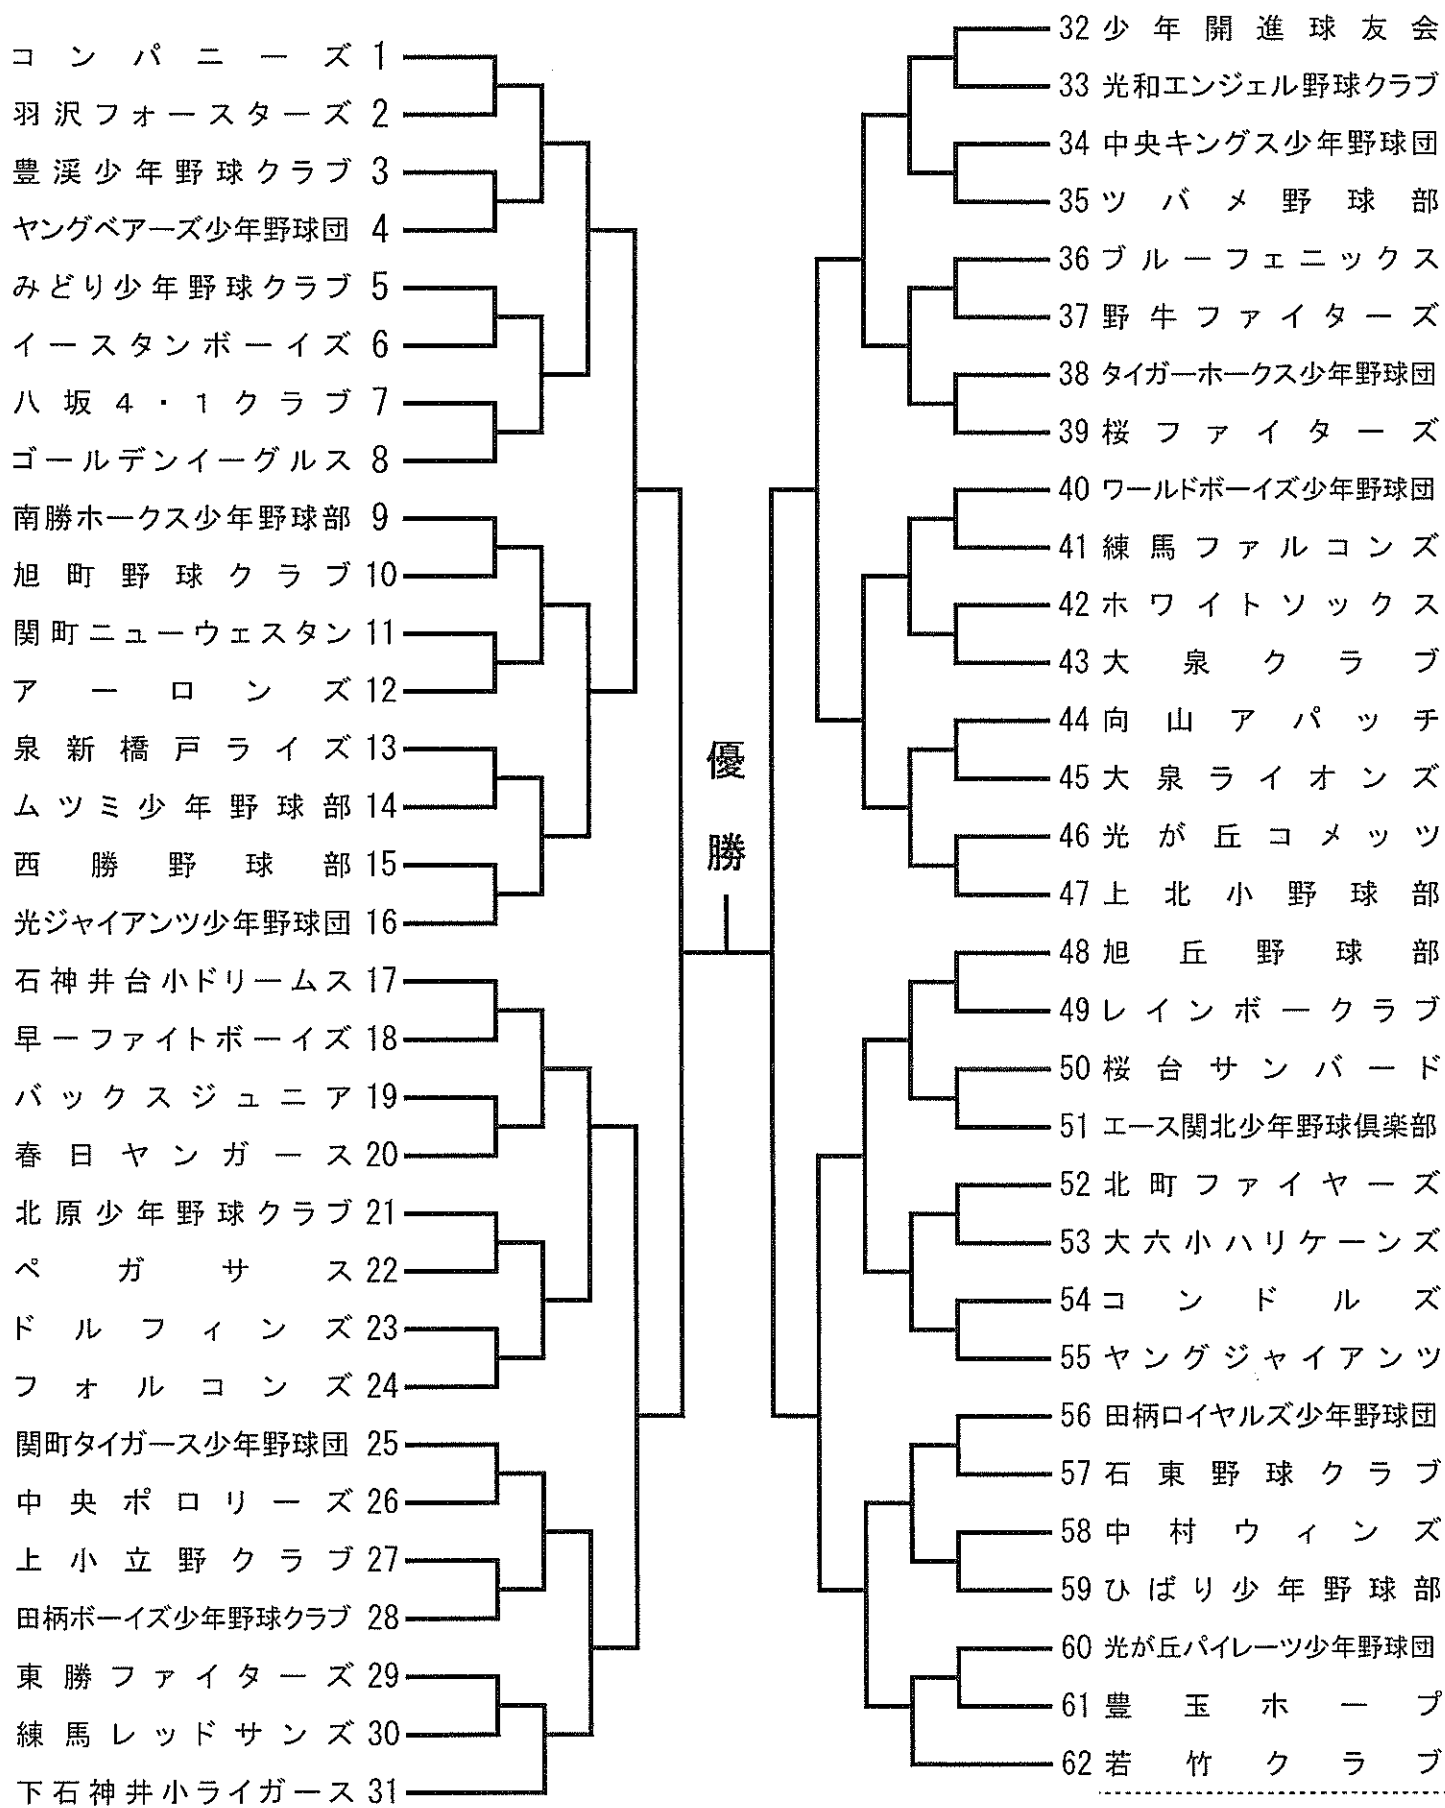 コンパニーズ 1
羽沢フォースターズ 2
豊渓少年野球クラブ 3
ヤングベアーズ少年野球団 4
みどり少年野球クラブ 5
イースタンボーイズ 6
八坂4・1クラブ 7
ゴールデンイーグルス 8
南勝ホークス少年野球部 9
旭町野球クラブ 10
関町ニューウェスタン 11
アーロンズ 12
泉新橋戸ライズ 13
ムツミ少年野球部 14
西勝野球部 15
光ジャイアンツ少年野球団 16
石神井台小ドリームス 17
早一ファイトボーイズ 18
バックスジュニア 19
春日ヤンガース 20
北原少年野球クラブ 21
ペガサス 22
ドルフィンズ 23
フォルコンズ 24
関町タイガース少年野球団 25
中央ポロリーズ 26
上小立野クラブ 27
田柄ボーイズ少年野球クラブ 28
東勝ファイターズ 29
練馬レッドサンズ 30
下石神井小ライガース 31
優勝
32 少年開進球友会
33 光和エンジェル野球クラブ
34 中央キングス少年野球団
35 ツバメ野球部
36 ブルーフェニックス
37 野牛ファイターズ
38 タイガーホークス少年野球団
39 桜ファイターズ
40 ワールドボーイズ少年野球団
41 練馬ファルコンズ
42 ホワイトソックス
43 大泉クラブ
44 向山アパッチ
45 大泉ライオンズ
46 光が丘コメッツ
47 上北小野球部
48 旭丘野球部
49 レインボークラブ
50 桜台サンバード
51 エース関北少年野球倶楽部
52 北町ファイヤーズ
53 大六小ハリケーンズ
54 コンドルズ
55 ヤングジャイアンツ
56 田柄ロイヤルズ少年野球団
57 石東野球クラブ
58 中村ウィンズ
59 ひばり少年野球部
60 光が丘パイレーツ少年野球団
61 豊玉ホープ
62 若竹クラブ